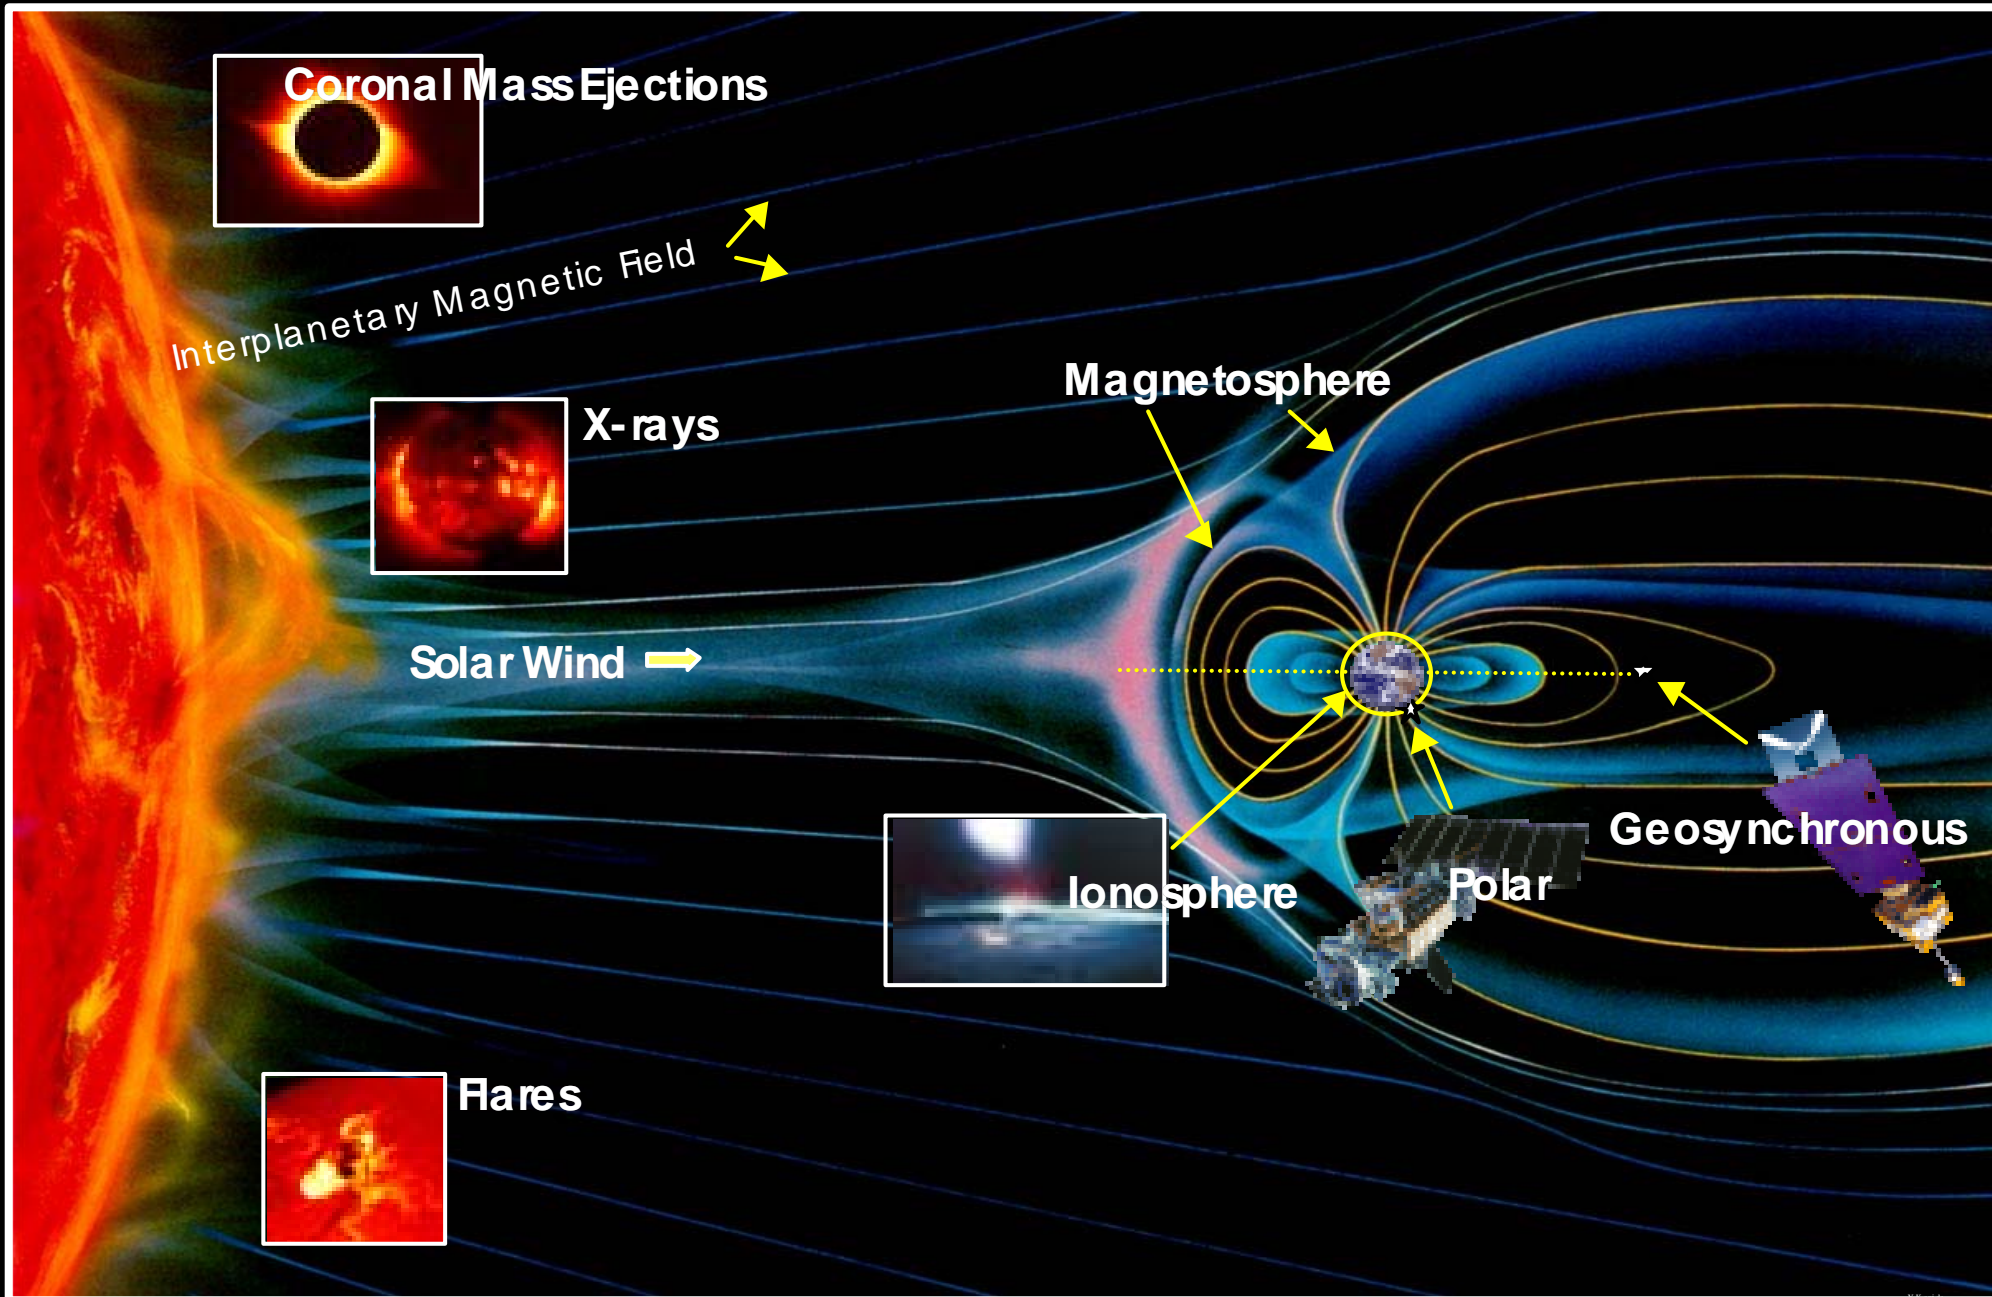 Coronal Mass Ejections
Interplanetary Magnetic Field
Magnetosphere
X-rays
Solar Wind
Geosynchronous
Ionosphere
Polar
Flares